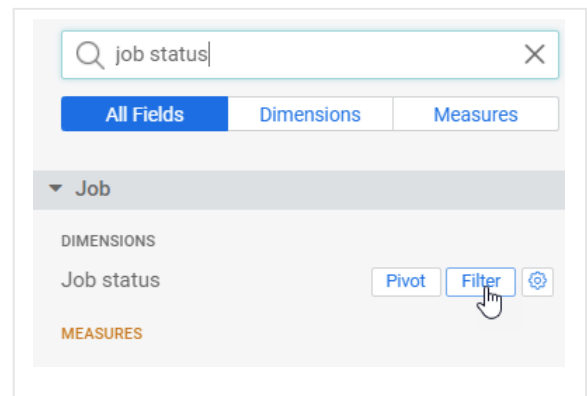 job status
All Fields Dimensions Measures
Job
DIMENSIONS
Job status Pivot Filter
MEASURES